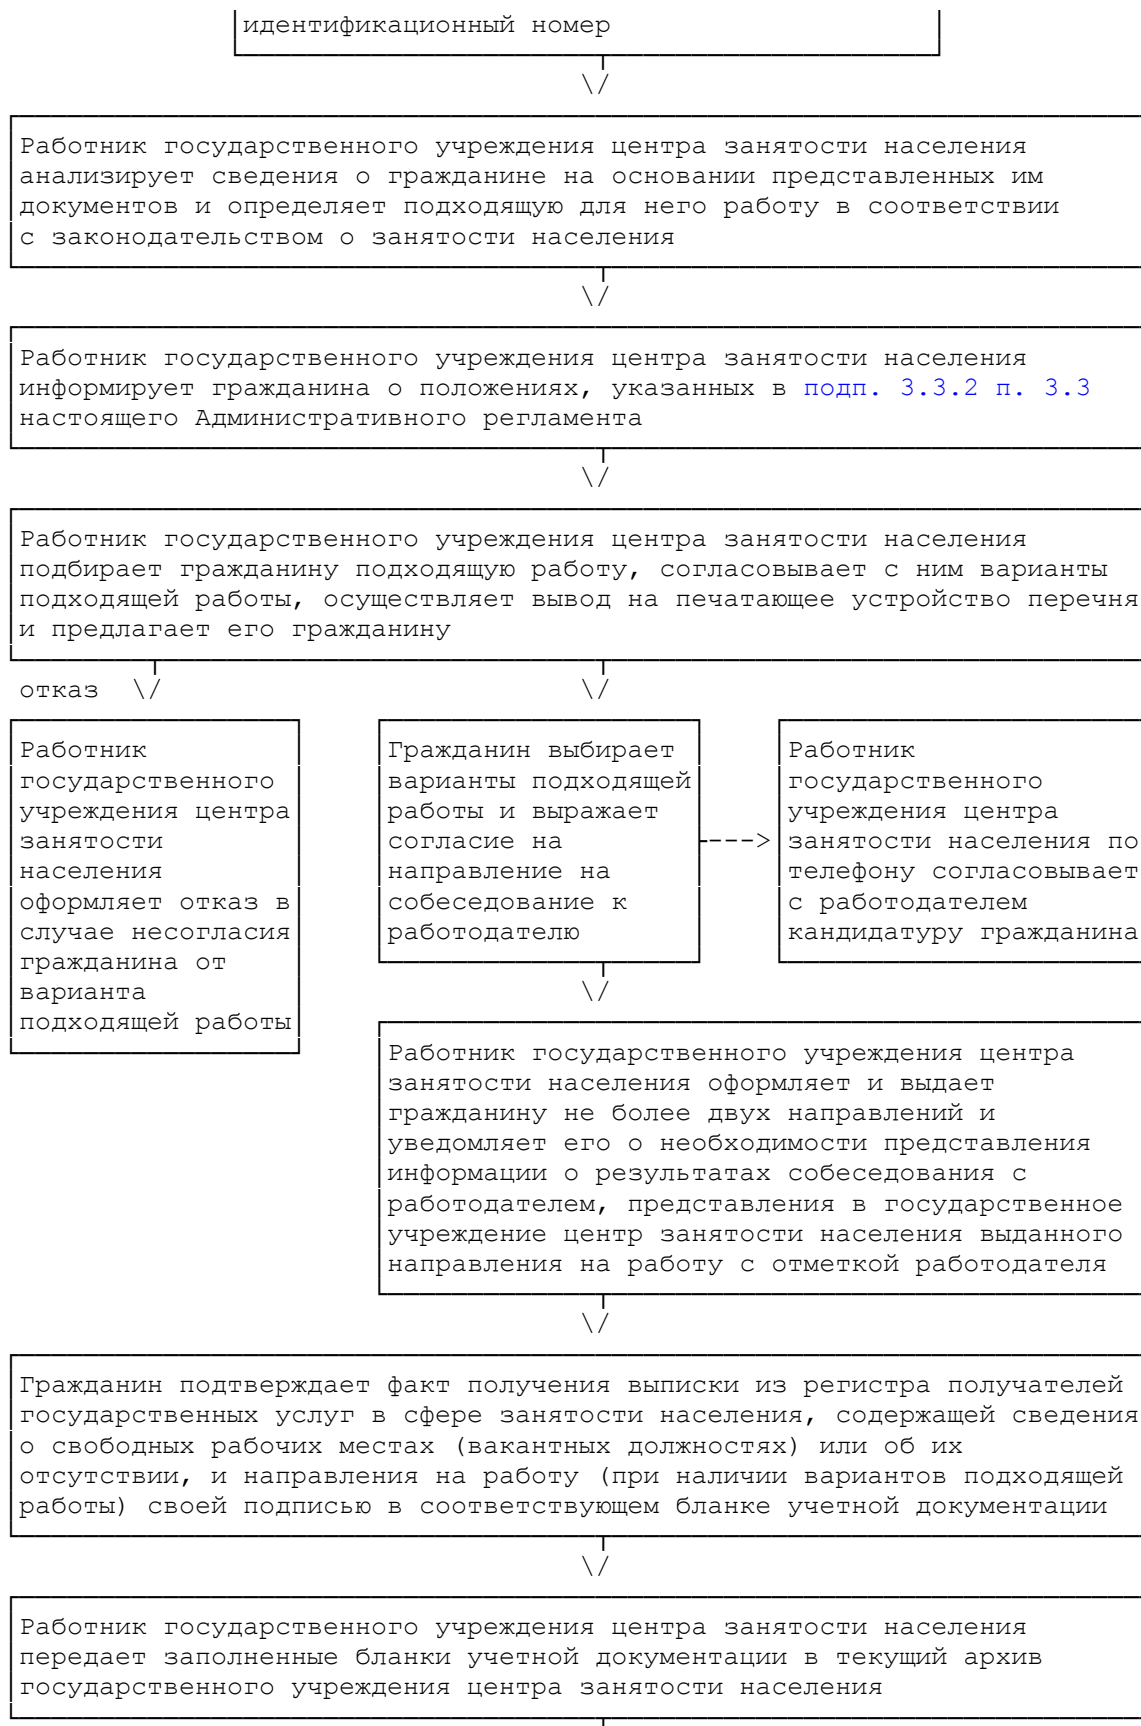 идентификационный номер
\/
Работник государственного учреждения центра занятости населения
анализирует сведения о гражданине на основании представленных им
документов и определяет подходящую для него работу в соответствии
с законодательством о занятости населения
\/
Работник государственного учреждения центра занятости населения
информирует гражданина о положениях, указанных в подп. 3.3.2 п. 3.3
настоящего Административного регламента
\/
Работник государственного учреждения центра занятости населения
подбирает гражданину подходящую работу, согласовывает с ним варианты
подходящей работы, осуществляет вывод на печатающее устройство перечня
и предлагает его гражданину
отказ \/ \/
Работник
государственного
учреждения центра
занятости
населения
оформляет отказ в
случае несогласия
гражданина от
варианта
подходящей работы
Гражданин выбирает
варианты подходящей
работы и выражает
согласие на
направление на
собеседование к
работодателю
--->
Работник
государственного
учреждения центра
занятости населения по
телефону согласовывает
с работодателем
кандидатуру гражданина
\/
Работник государственного учреждения центра
занятости населения оформляет и выдает
гражданину не более двух направлений и
уведомляет его о необходимости представления
информации о результатах собеседования с
работодателем, представления в государственное
учреждение центр занятости населения выданного
направления на работу с отметкой работодателя
\/
Гражданин подтверждает факт получения выписки из регистра получателей
государственных услуг в сфере занятости населения, содержащей сведения
о свободных рабочих местах (вакантных должностях) или об их
отсутствии, и направления на работу (при наличии вариантов подходящей
работы) своей подписью в соответствующем бланке учетной документации
\/
Работник государственного учреждения центра занятости населения
передает заполненные бланки учетной документации в текущий архив
государственного учреждения центра занятости населения